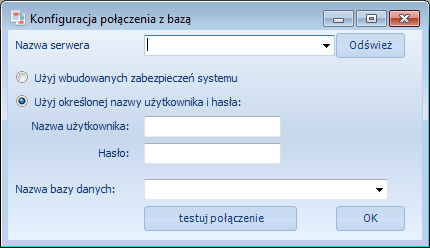 Konfiguracja połączenia z bazą
Nazwa serwera
Odśwież
Użyj wbudowanych zabezpieczeń systemu
Użyj określonej nazwy użytkownika i hasła:
Nazwa użytkownika:
Hasło:
Nazwa bazy danych:
testuj połączenie
OK